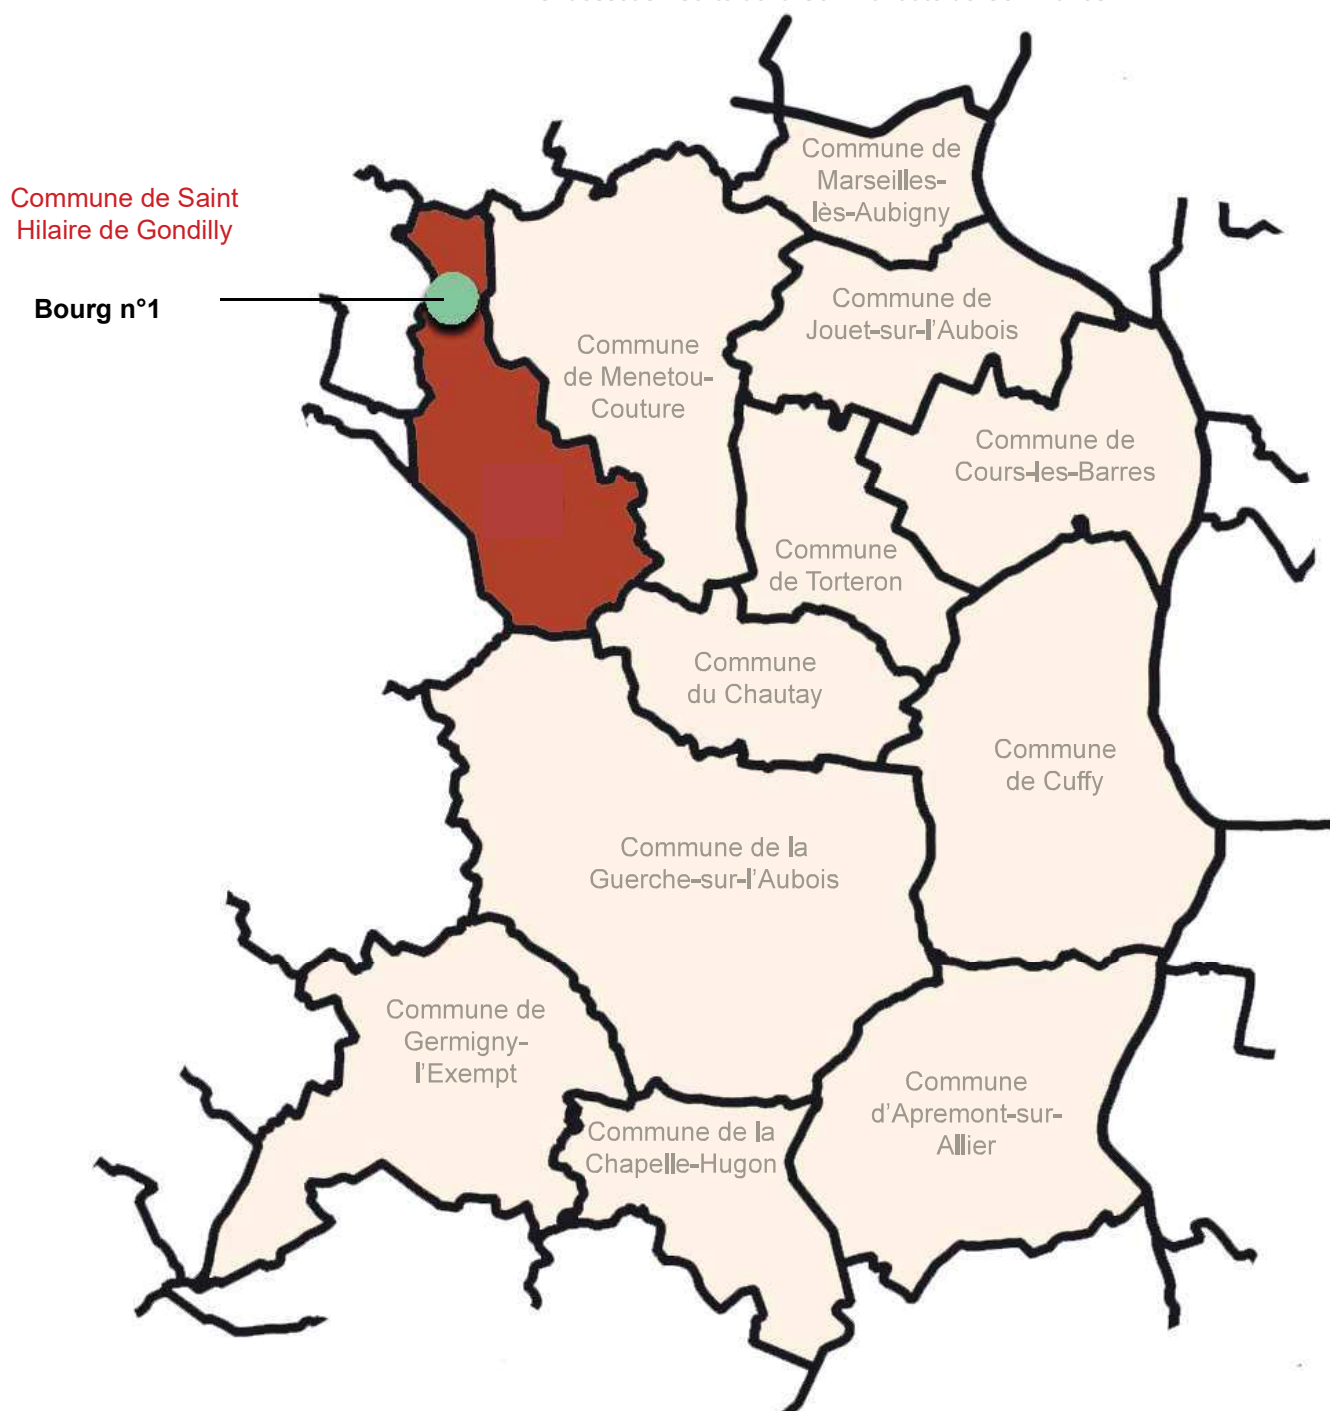 Commune de
Marseilles-
lès-Aubigny
Commune de Saint
Hilaire de Gondilly
Bourg n°1
Commune de
Jouet-sur-l'Aubois
Commune
de Menetou-
Couture
Commune de
Cours-les-Barres
Commune
de Torteron
Commune
du Chautay
Commune
de Cuffy
Commune de la
Guerche-sur-l'Aubois
Commune de
Germigny-
l'Exempt
Commune
d'Apremont-sur-
Allier
Commune de la
Chapelle-Hugon